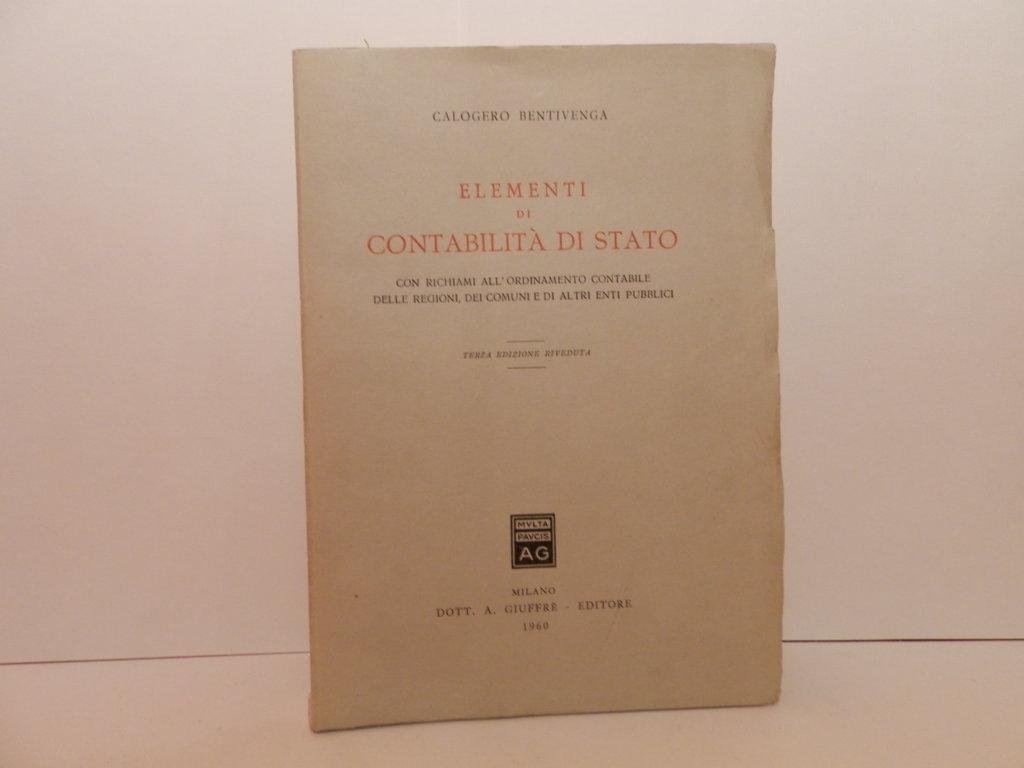 CALOGERO BENTIVENGA
ELEMENTI
DI
CONTABILITÀ DI STATO
CON RICHIAMI ALL'ORDINAMENTO CONTABILE
DELLE REGIONI, DEI COMUNI E DI ALTRI ENTI PUBBLICI
TERZA EDIZIONE RIVEDUTA
MVLTA
PAVCIS
AG
MILANO
DOTT. A. GIUFFRÈ - EDITORE
1960